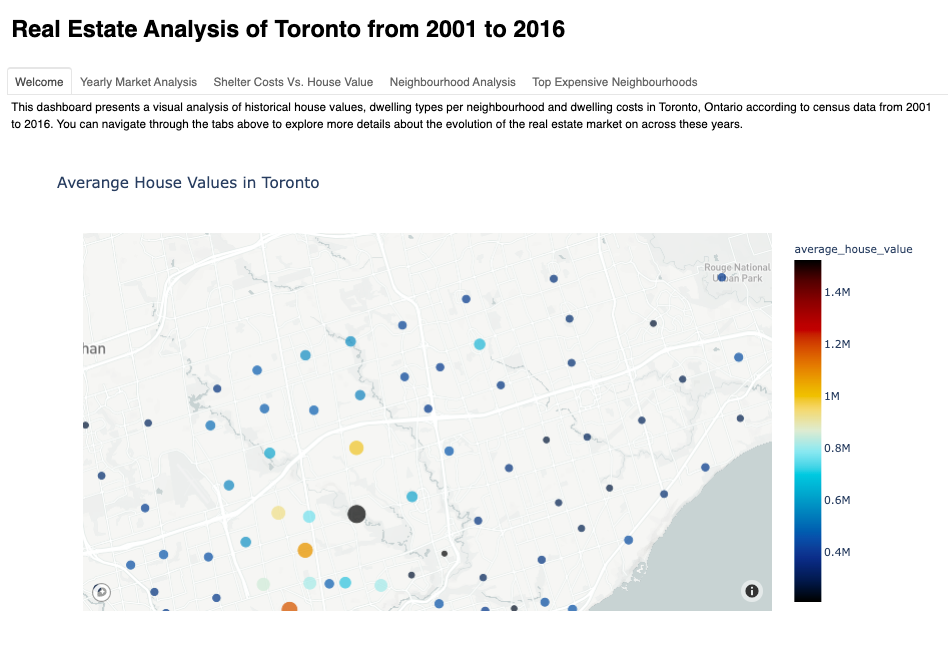 Real Estate Analysis of Toronto from 2001 to 2016
Welcome Yearly Market Analysis Shelter Costs Vs. House Value Neighbourhood Analysis Top Expensive Neighbourhoods
This dashboard presents a visual analysis of historical house values, dwelling types per neighbourhood and dwelling costs in Toronto, Ontario according to census data from 2001
to 2016. You can navigate through the tabs above to explore more details about the evolution of the real estate market on across these years.
Averange House Values in Toronto
average_house_value
Rouge National
Urban Park
1.4M
1.2M
han
1M
0.8M
0.6M
0.4M